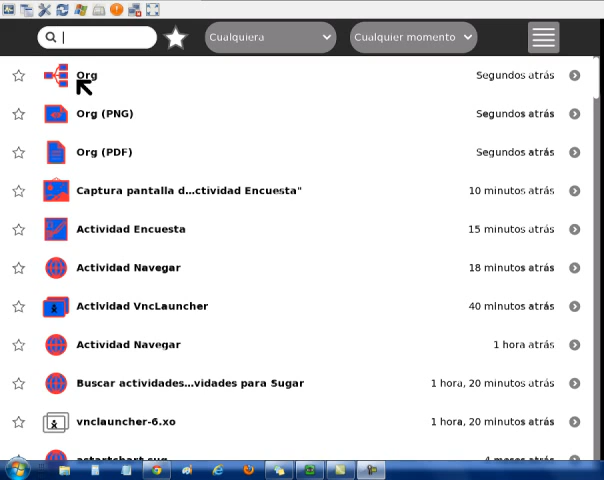 Cualquiera
Cualquier momento
Org
Segundos atrás
Org (PNG)
Segundos atrás
Org (PDF)
Segundos atrás
Captura pantalla d...ctividad Encuesta"
10 minutos atrás
Actividad Encuesta
15 minutos atrás
Actividad Navegar
18 minutos atrás
Actividad VncLauncher
40 minutos atrás
Actividad Navegar
1 hora atrás
Buscar actividades...vidades para Sugar
1 hora, 20 minutos atrás
vnclauncher-6.xo
1 hora, 20 minutos atrás
4 meses atrás